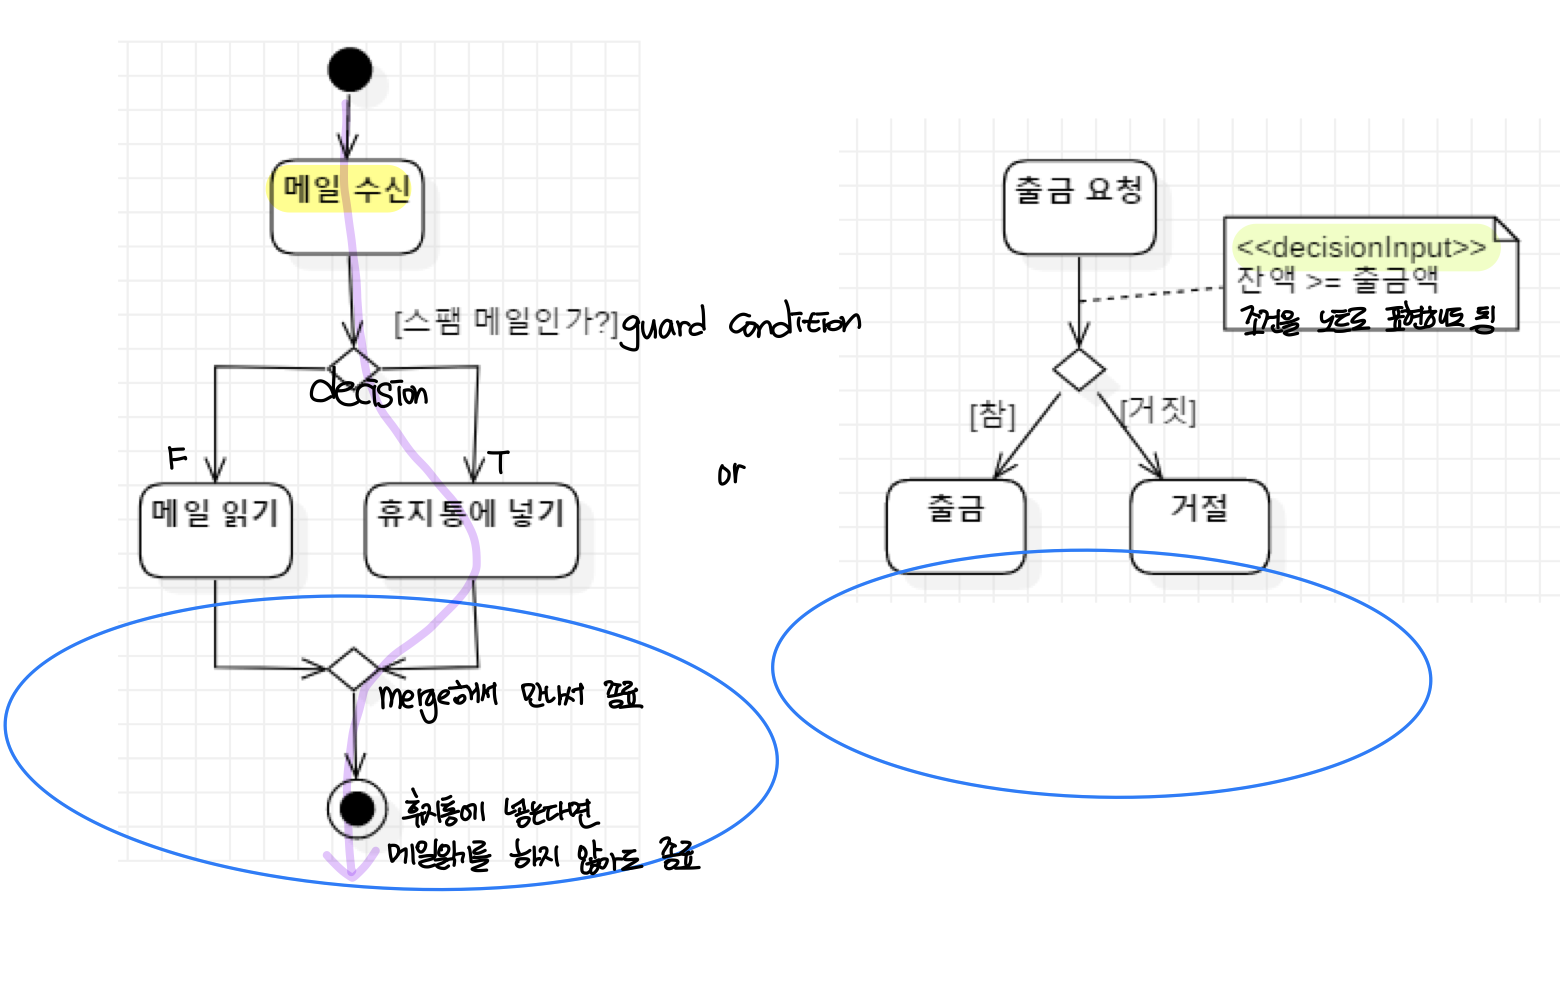 메일 수신
[스팸 메일인가?] guard condition
decision
F
T
메일 읽기
휴지통에 넣기
merge해서 만나서 종료
휴지통에 넣는다면
메일읽기를 하지 않아도 종료
or
출금 요청
<<decisionInput>>
잔액 >= 출금액
조건을 노트로 표현해도 됨
[참]
[거짓]
출금
거절